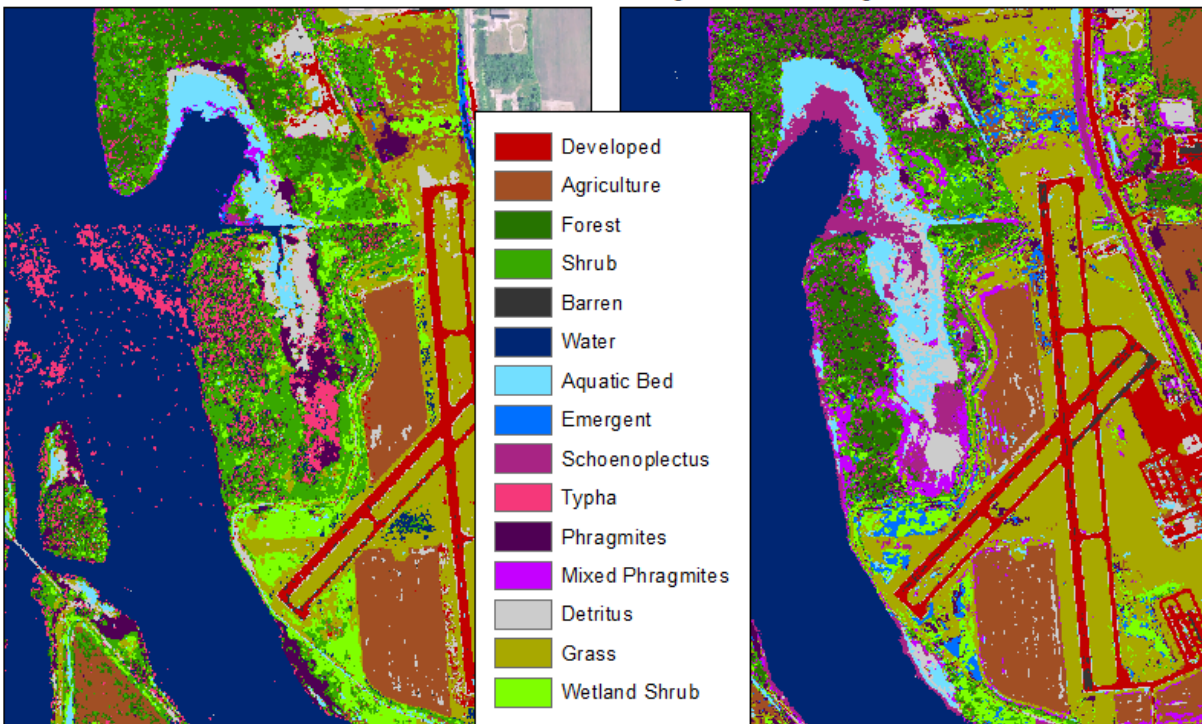 Developed
Agriculture
Forest
Shrub
Barren
Water
Aquatic Bed
Emergent
Schoenoplectus
Typha
Phragmites
Mixed Phragmites
Detritus
Grass
Wetland Shrub